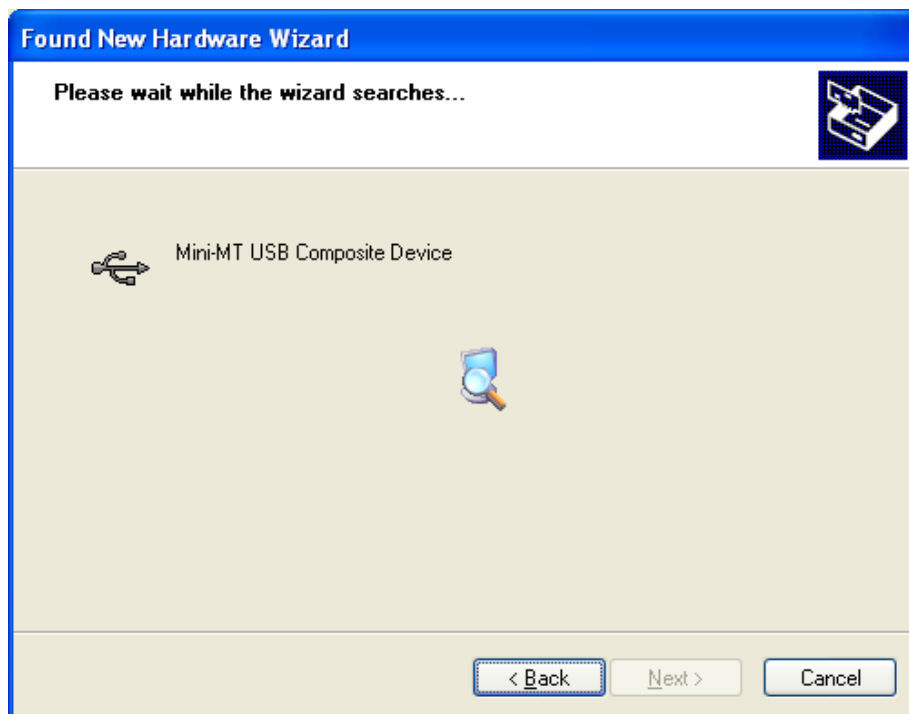 Found New Hardware Wizard
Please wait while the wizard searches...
Mini-MT USB Composite Device
< Back
Next >
Cancel